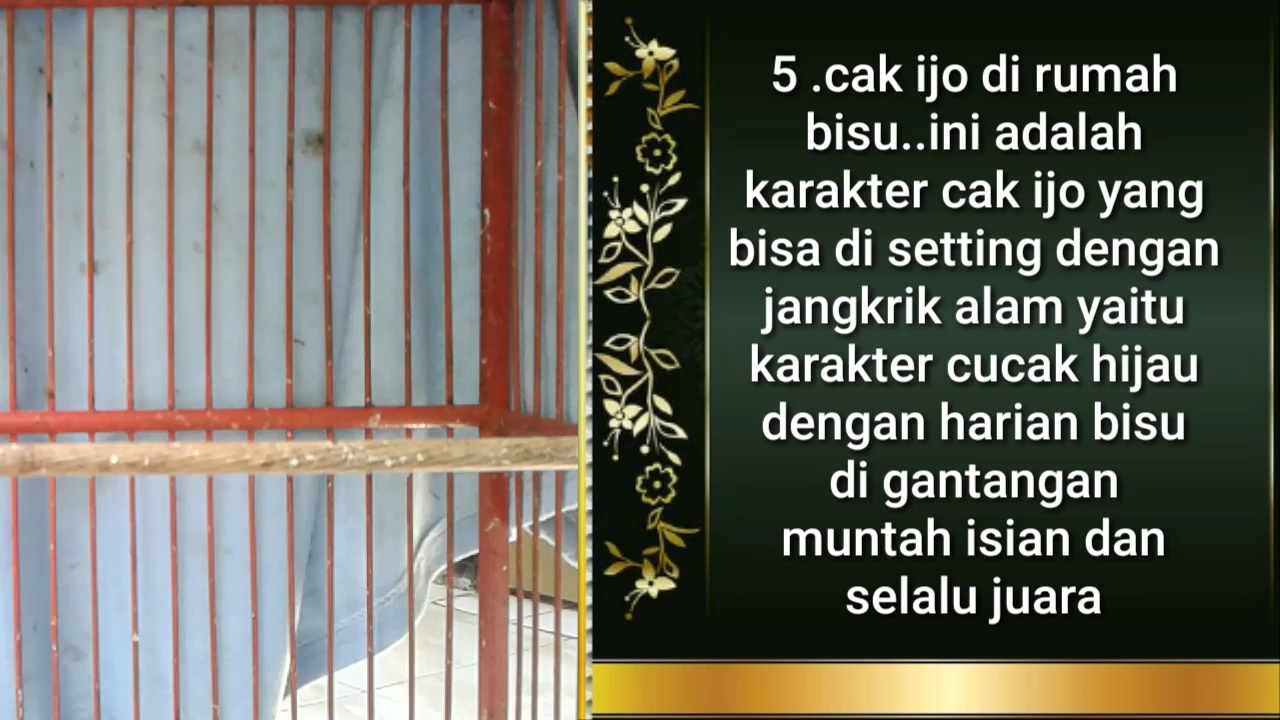 5 .cak ijo di rumah
bisu..ini adalah
karakter cak ijo yang
bisa di setting dengan
jangkrik alam yaitu
karakter cucak hijau
dengan harian bisu
di gantangan
muntah isian dan
selalu juara